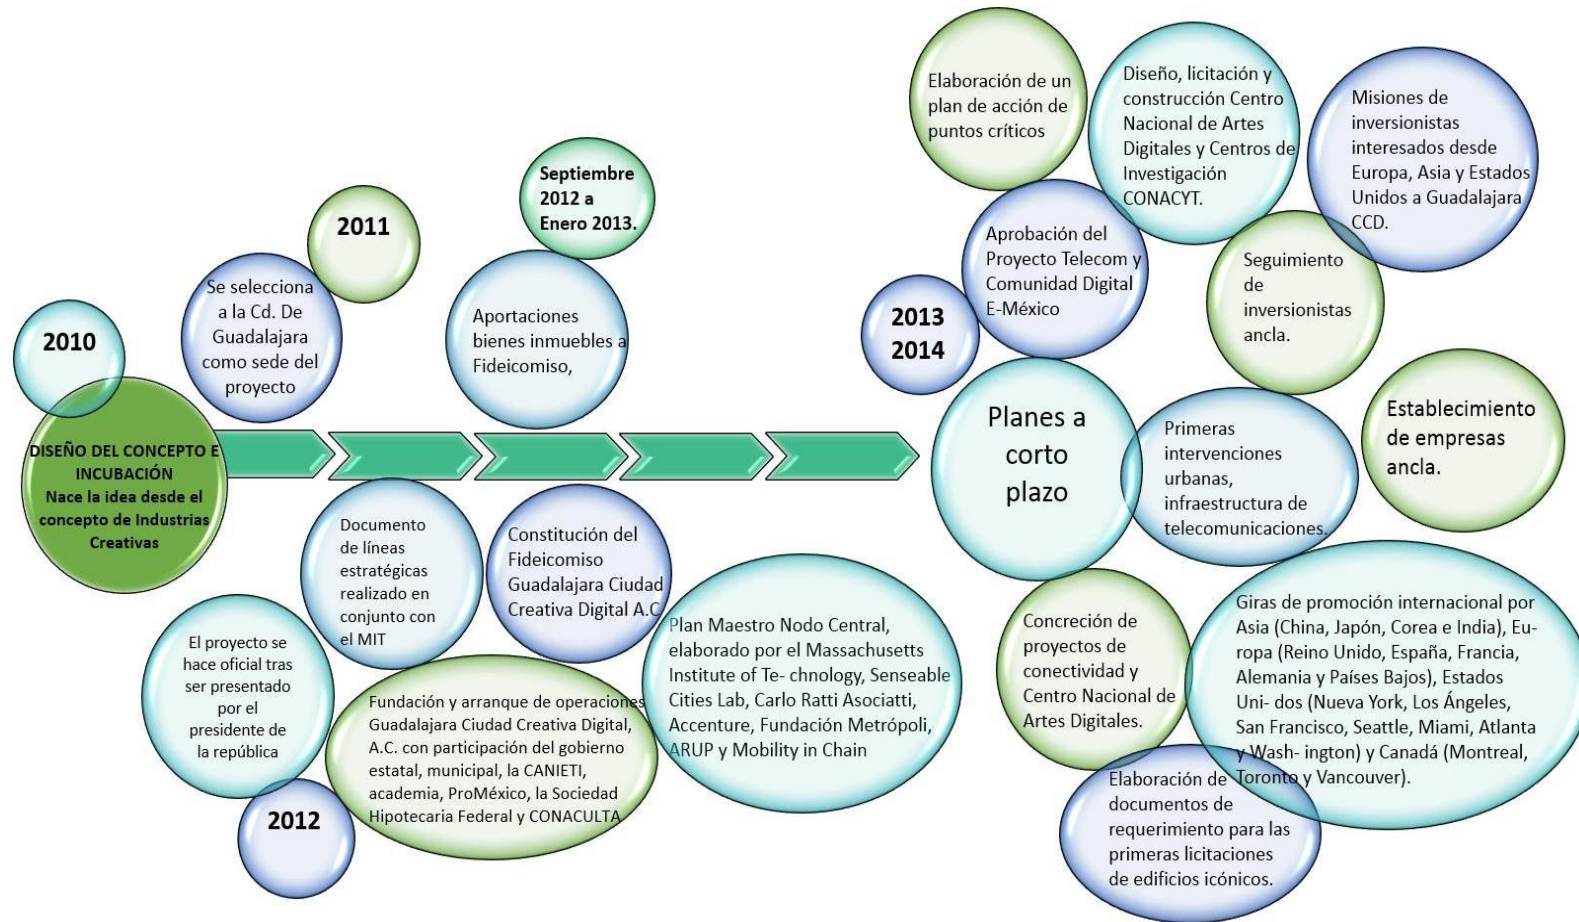 2010
DISEÑO DEL CONCEPTO E
INCUBACIÓN
Nace la idea desde el
concepto de Industrias
Creativas
Se selecciona
a la Cd. De
Guadalajara
como sede del
proyecto
2011
Septiembre
2012 a
Enero 2013.
Aportaciones
bienes inmuebles a
Fideicomiso,
El proyecto se
hace oficial tras
ser presentado
por el
presidente de
la república
2012
Documento
de líneas
estratégicas
realizado en
conjunto con
el MIT
Constitución del
Fideicomiso
Guadalajara Ciudad
Creativa Digital A.C
Fundación y arranque de operaciones
Guadalajara Ciudad Creativa Digital,
A.C. con participación del gobierno
estatal, municipal, la CANIETI,
academia, ProMéxico, la Sociedad
Hipotecaria Federal y CONACULTA
Plan Maestro Nodo Central,
elaborado por el Massachusetts
Institute of Te- chnology, Senseable
Cities Lab, Carlo Ratti Asociatti,
Accenture, Fundación Metrópoli,
ARUP y Mobility in Chain
2013
2014
Elaboración de un
plan de acción de
puntos críticos
Diseño, licitación y
construcción Centro
Nacional de Artes
Digitales y Centros de
Investigación
CONACYT.
Misiones de
inversionistas
interesados desde
Europa, Asia y Estados
Unidos a Guadalajara
CCD.
Aprobación del
Proyecto Telecom y
Comunidad Digital
E-México
Seguimiento
de
inversionistas
ancla.
Planes a
corto
plazo
Primeras
intervenciones
urbanas,
infraestructura de
telecomunicaciones.
Establecimiento
de empresas
ancla.
Concreción de
proyectos de
conectividad y
Centro Nacional de
Artes Digitales.
Giras de promoción internacional por
Asia (China, Japón, Corea e India), Eu-
ropa (Reino Unido, España, Francia,
Alemania y Países Bajos), Estados
Uni- dos (Nueva York, Los Ángeles,
San Francisco, Seattle, Miami, Atlanta
y Wash- ington) y Canadá (Montreal,
Toronto y Vancouver).
Elaboración de
documentos de
requerimiento para las
primeras licitaciones
de edificios icónicos.